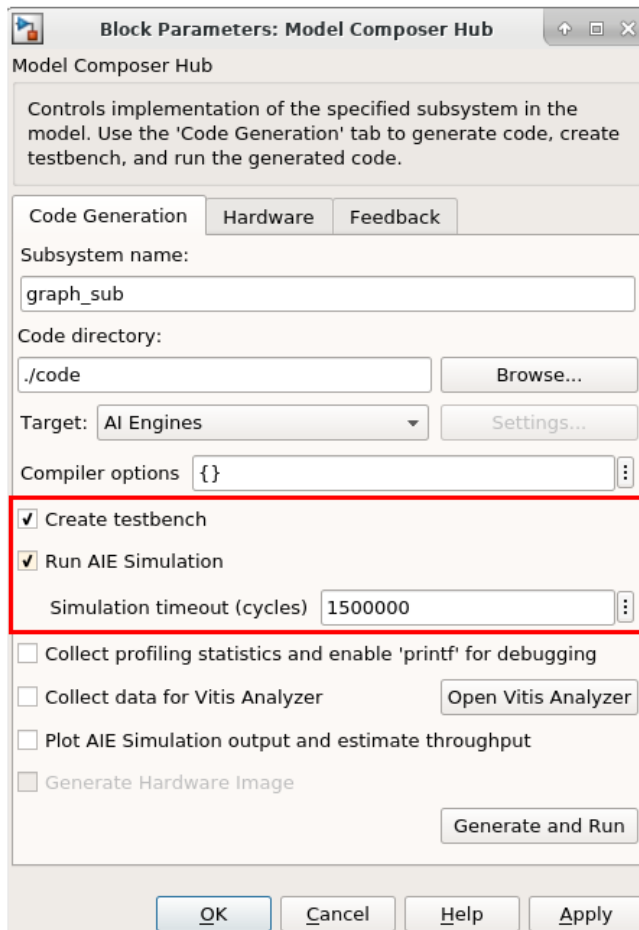 Block Parameters: Model Composer Hub
Model Composer Hub
Controls implementation of the specified subsystem in the
model. Use the 'Code Generation' tab to generate code, create
testbench, and run the generated code.
Code Generation Hardware Feedback
Subsystem name:
graph_sub
Code directory:
./code Browse...
Target: AI Engines Settings...
Compiler options {}
Create testbench
Run AIE Simulation
Simulation timeout (cycles) 1500000
Collect profiling statistics and enable 'printf' for debugging
Collect data for Vitis Analyzer Open Vitis Analyzer
Plot AIE Simulation output and estimate throughput
Generate Hardware Image
Generate and Run
OK Cancel Help Apply